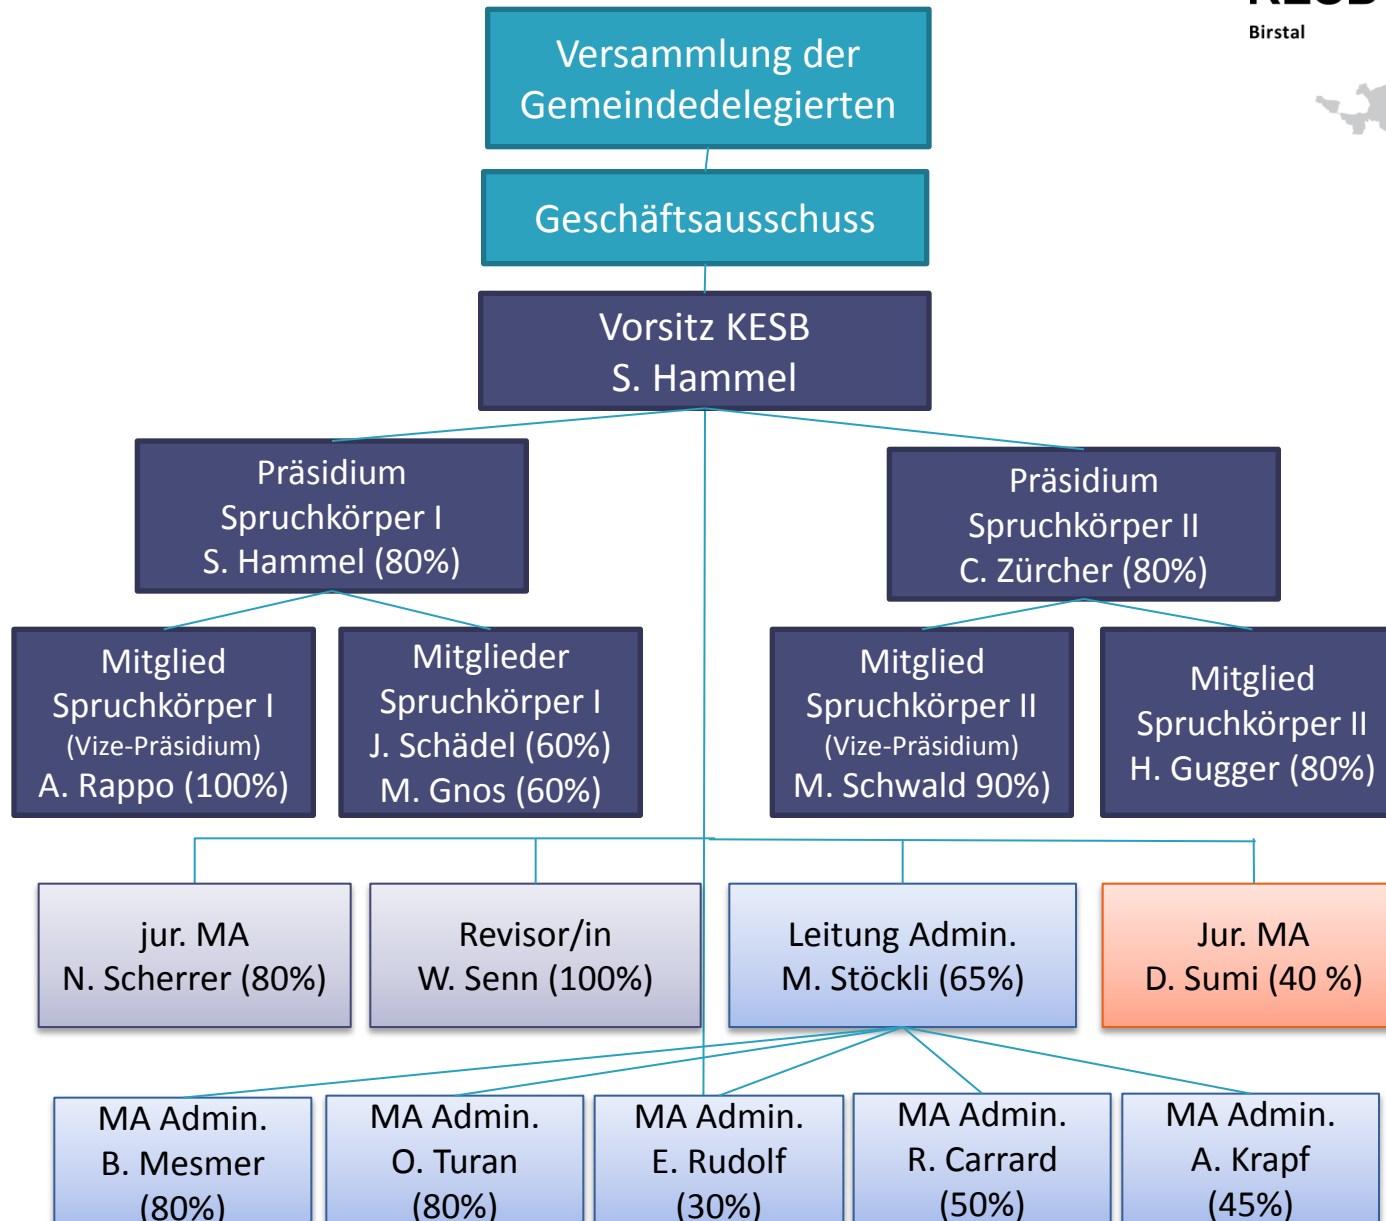 Birstal
Versammlung der
Gemeindedelegierten
Geschäftsausschuss
Vorsitz KESB
S. Hammel
Präsidium
Spruchkörper I
S. Hammel (80%)
Präsidium
Spruchkörper II
C. Zürcher (80%)
Mitglied
Spruchkörper I
(Vize-Präsidium)
A. Rappo (100%)
Mitglieder
Spruchkörper I
J. Schädel (60%)
M. Gnos (60%)
Mitglied
Spruchkörper II
(Vize-Präsidium)
M. Schwald 90%)
Mitglied
Spruchkörper II
H. Gugger (80%)
jur. MA
N. Scherrer (80%)
Revisor/in
W. Senn (100%)
Leitung Admin.
M. Stöckli (65%)
Jur. MA
D. Sumi (40 %)
MA Admin.
B. Mesmer
(80%)
MA Admin.
O. Turan
(80%)
MA Admin.
E. Rudolf
(30%)
MA Admin.
R. Carrard
(50%)
MA Admin.
A. Krapf
(45%)